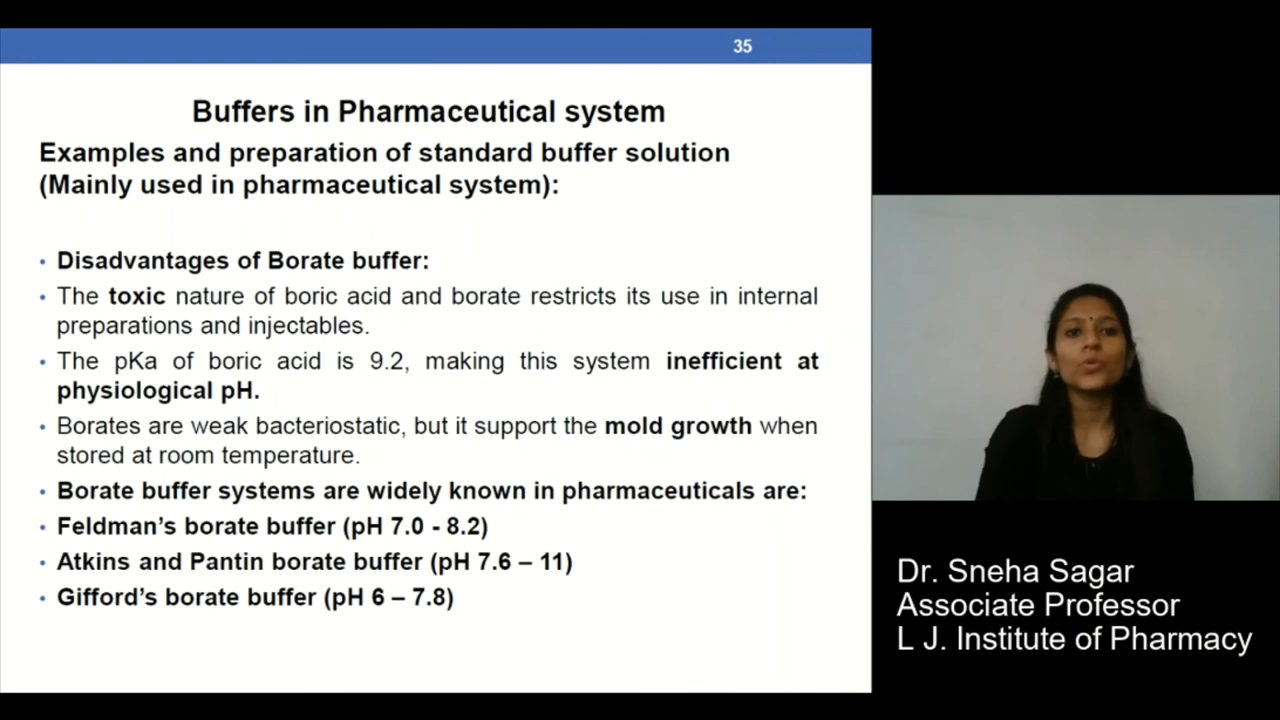 35
Buffers in Pharmaceutical system
Examples and preparation of standard buffer solution
(Mainly used in pharmaceutical system):
• Disadvantages of Borate buffer:
• The toxic nature of boric acid and borate restricts its use in internal
preparations and injectables.
• The pKa of boric acid is 9.2, making this system inefficient at
physiological pH.
• Borates are weak bacteriostatic, but it support the mold growth when
stored at room temperature.
• Borate buffer systems are widely known in pharmaceuticals are:
• Feldman's borate buffer (pH 7.0 - 8.2)
• Atkins and Pantin borate buffer (pH 7.6 – 11)
• Gifford's borate buffer (pH 6 – 7.8)
Dr. Sneha Sagar
Associate Professor
L J. Institute of Pharmacy